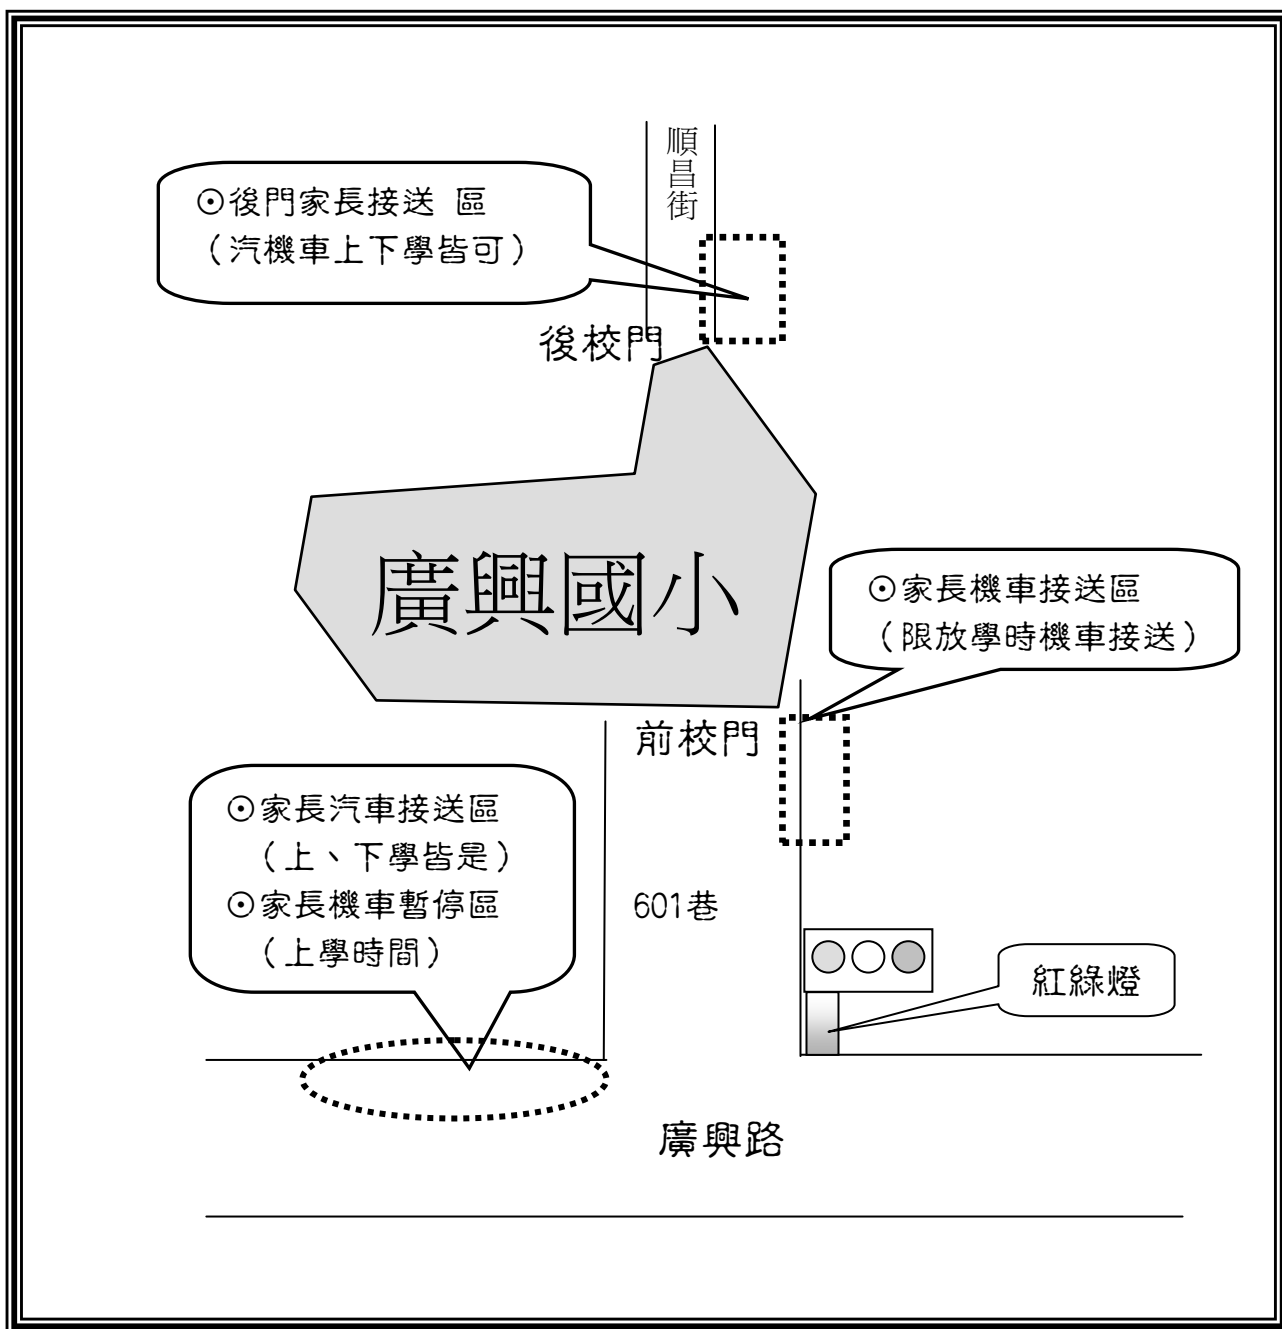 順昌街
⊙後門家長接送 區
（汽機車上下學皆可）
後校門
廣興國小
⊙家長機車接送區
（限放學時機車接送）
前校門
⊙家長汽車接送區
（上、下學皆是）
⊙家長機車暫停區
（上學時間）
601巷
紅綠燈
廣興路